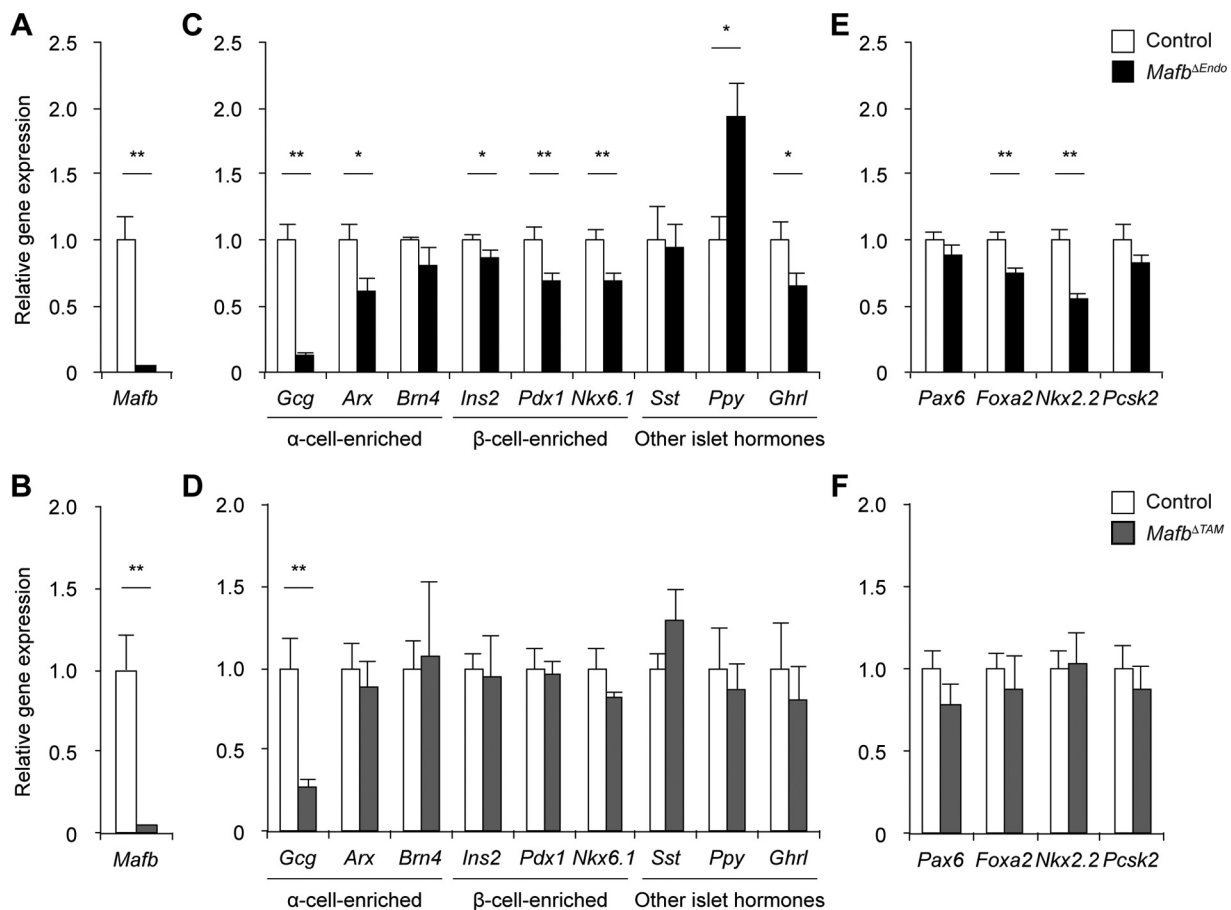 A
Relative gene expression
2.5
2.0
1.5
1.0
0.5
0
**
Mafb
C
2.5
2.0
1.5
1.0
0.5
0
** * * ** ** * *
Gcg Arx Brn4 Ins2 Pdx1 Nkx6.1 Sst Ppy Ghrl
α-cell-enriched β-cell-enriched Other islet hormones
E
2.5
2.0
1.5
1.0
0.5
0
** **
Pax6 Foxa2 Nkx2.2 Pcsk2
Control
MafbΔEndo
B
Relative gene expression
2.0
1.5
1.0
0.5
0
**
Mafb
D
2.0
1.5
1.0
0.5
0
**
Gcg Arx Brn4 Ins2 Pdx1 Nkx6.1 Sst Ppy Ghrl
α-cell-enriched β-cell-enriched Other islet hormones
F
2.0
1.5
1.0
0.5
0
Pax6 Foxa2 Nkx2.2 Pcsk2
Control
MafbΔTAM